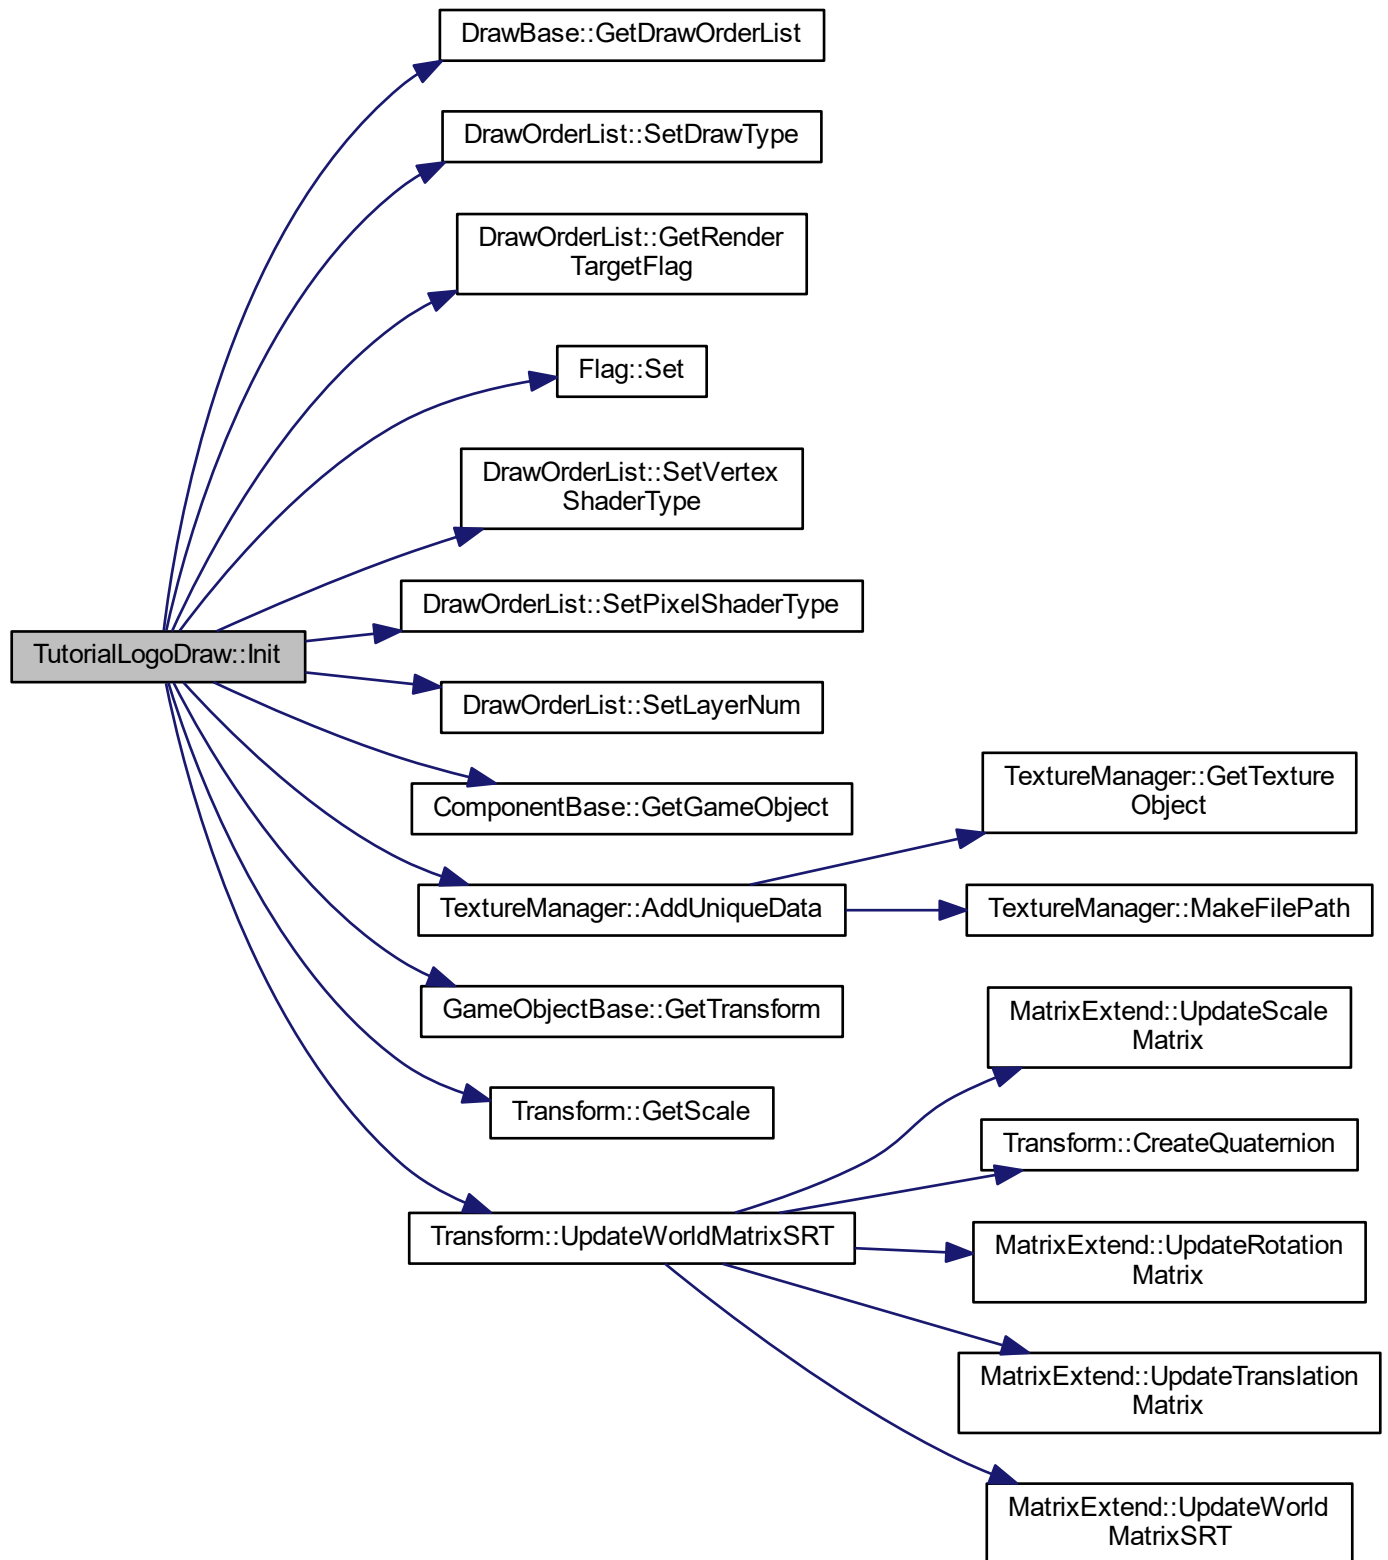 DrawBase::GetDrawOrderList
DrawOrderList::SetDrawType
DrawOrderList::GetRender
TargetFlag
Flag::Set
DrawOrderList::SetVertex
ShaderType
DrawOrderList::SetPixelShaderType
TutorialLogoDraw::Init
DrawOrderList::SetLayerNum
ComponentBase::GetGameObject
TextureManager::GetTexture
Object
TextureManager::AddUniqueData
TextureManager::MakeFilePath
GameObjectBase::GetTransform
MatrixExtend::UpdateScale
Matrix
Transform::GetScale
Transform::CreateQuaternion
Transform::UpdateWorldMatrixSRT
MatrixExtend::UpdateRotation
Matrix
MatrixExtend::UpdateTranslation
Matrix
MatrixExtend::UpdateWorld
MatrixSRT